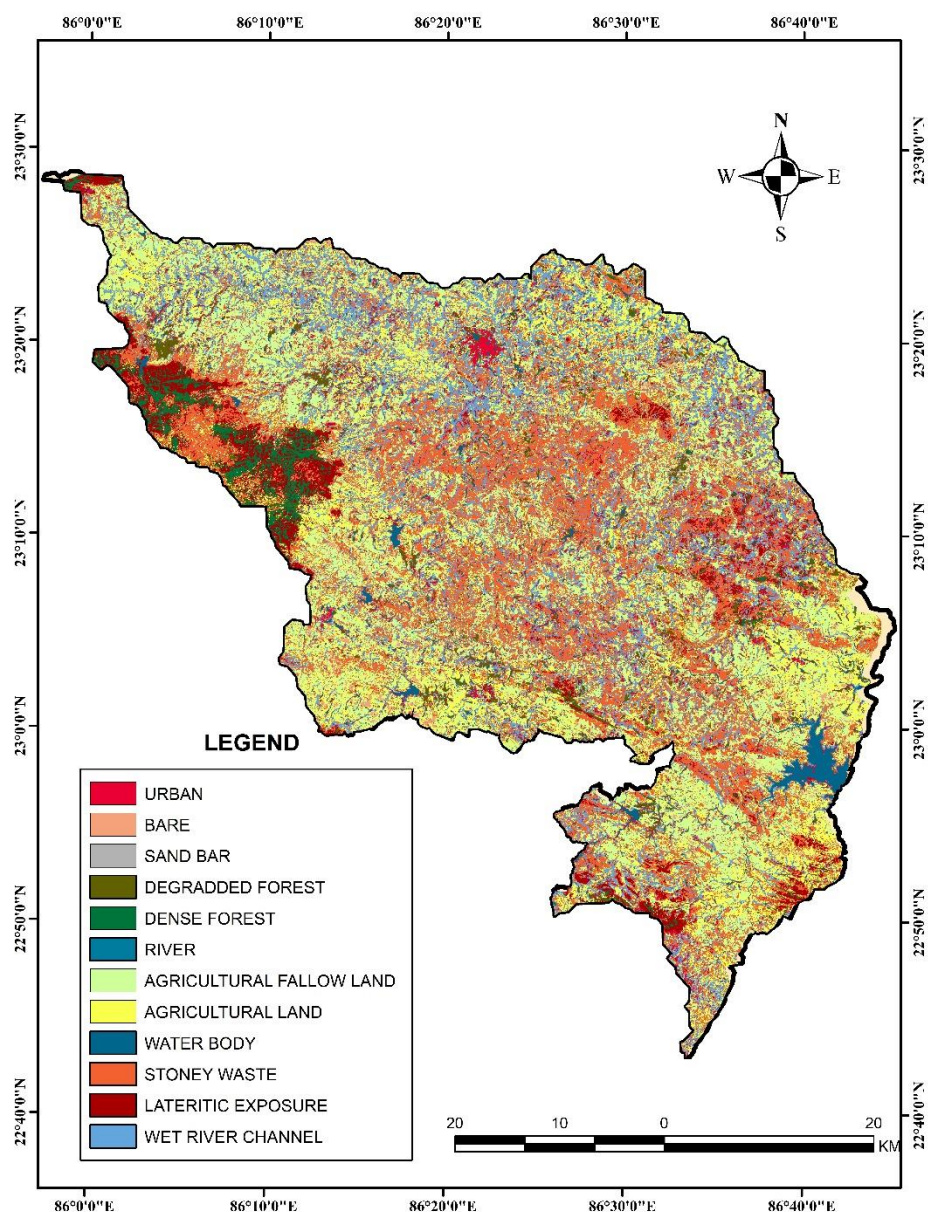 86°0'0"E 86°10'0"E 86°20'0"E 86°30'0"E 86°40'0"E
23°30'0"N 23°30'0"N
N
W E
S
23°20'0"N 23°20'0"N
23°10'0"N 23°10'0"N
23°0'0"N 23°0'0"N
LEGEND
URBAN
BARE
SAND BAR
DEGRADDED FOREST
DENSE FOREST
RIVER
AGRICULTURAL FALLOW LAND
AGRICULTURAL LAND
WATER BODY
STONEY WASTE
LATERITIC EXPOSURE
WET RIVER CHANNEL
22°50'0"N 22°50'0"N
22°40'0"N 22°40'0"N
20 10 0 20
KM
86°0'0"E 86°10'0"E 86°20'0"E 86°30'0"E 86°40'0"E